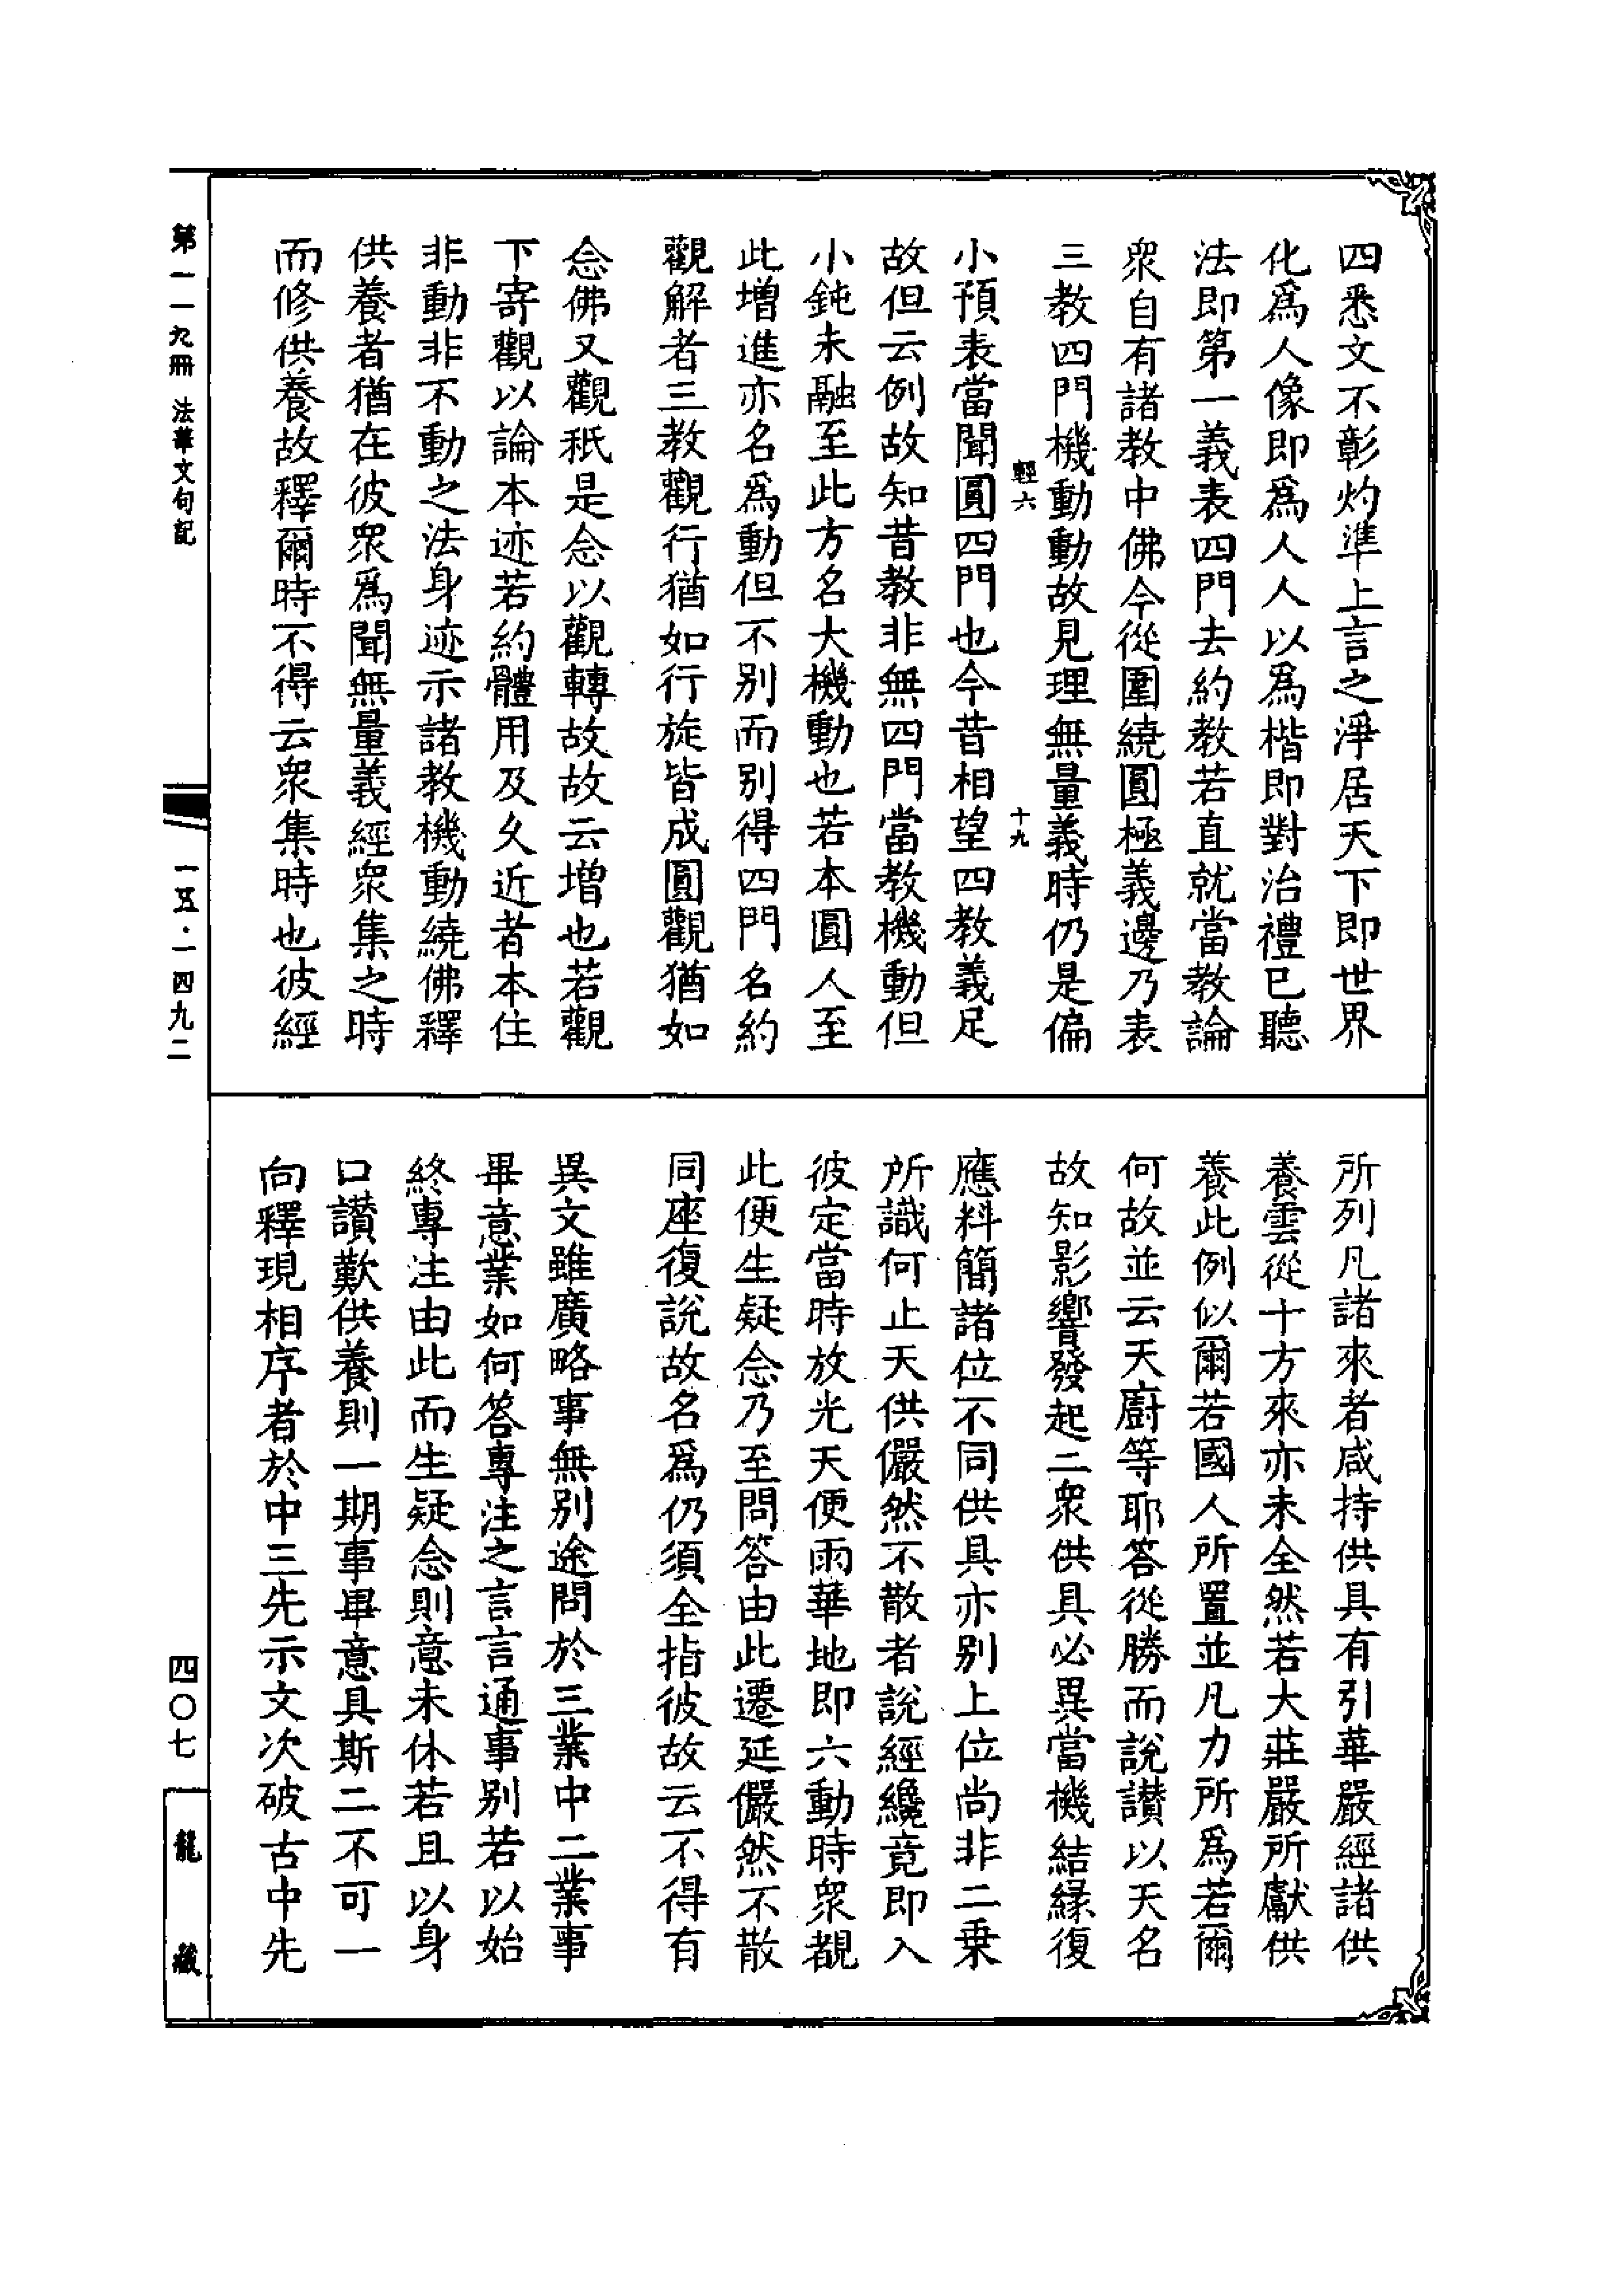 四悉文不彰灼準上言之淨居天下即世界
化爲人像即爲人人以爲楷即對治禮已聽
法即第一義表四門去約教若直就當教論
衆自有諸教中佛今從圍繞圓極義邊乃表
三教四門機動動故見理無量義時仍是偏
輕六 十九
小預表當聞圓四門也今昔相望四教義足
故但云例故知昔教非無四門當教機動但
小鈍未融至此方名大機動也若本圓人至
此增進亦名爲動但不別而別得四門名約
觀解者三教觀行猶如行旋皆成圓觀猶如
念佛又觀秖是念以觀轉故故云增也若觀
下寄觀以論本迹若約體用及久近者本住
非動非不動之法身迹示諸教機動繞佛釋
供養者猶在彼衆爲聞無量義經衆集之時
而修供養故釋爾時不得云衆集時也彼經
所列凡諸來者咸持供具有引華嚴經諸供
養雲從十方來亦未全然若大莊嚴所獻供
養此例似爾若國人所置並凡力所爲若爾
何故並云天廚等耶答從勝而說讃以天名
故知影響發起二衆供具必異當機結縁復
應料簡諸位不同供具亦別上位尚非二乗
所識何止天供儼然不散者說經纔竟即入
彼定當時放光天便雨華地即六動時衆覩
此便生疑念乃至問答由此遷延儼然不散
同座復說故名爲仍須全指彼故云不得有
異文雖廣略事無別途問於三業中二業事
畢意業如何答專注之言言通事別若以始
終專注由此而生疑念則意未休若且以身
口讃歎供養則一期事畢意具斯二不可一
向釋現相序者於中三先示文次破古中先
第一一九冊 法華文句記
一五·一四九二
四〇七
龍藏